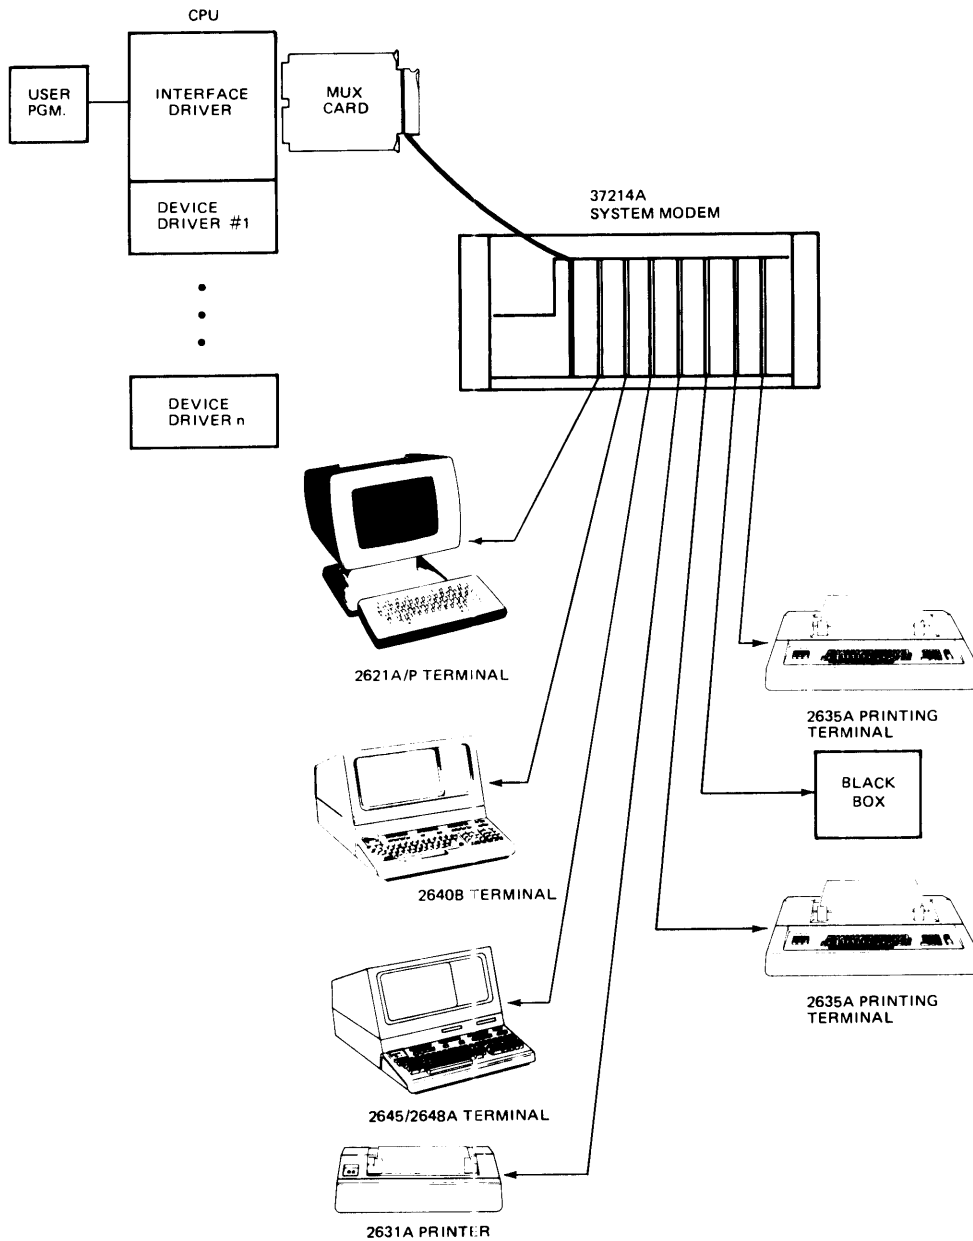 CPU
USER
PGM.
INTERFACE
DRIVER
MUX
CARD
DEVICE
DRIVER #1
DEVICE
DRIVER n
37214A
SYSTEM MODEM
2621A/P TERMINAL
2640B TERMINAL
2645/2648A TERMINAL
2631A PRINTER
2635A PRINTING
TERMINAL
BLACK
BOX
2635A PRINTING
TERMINAL